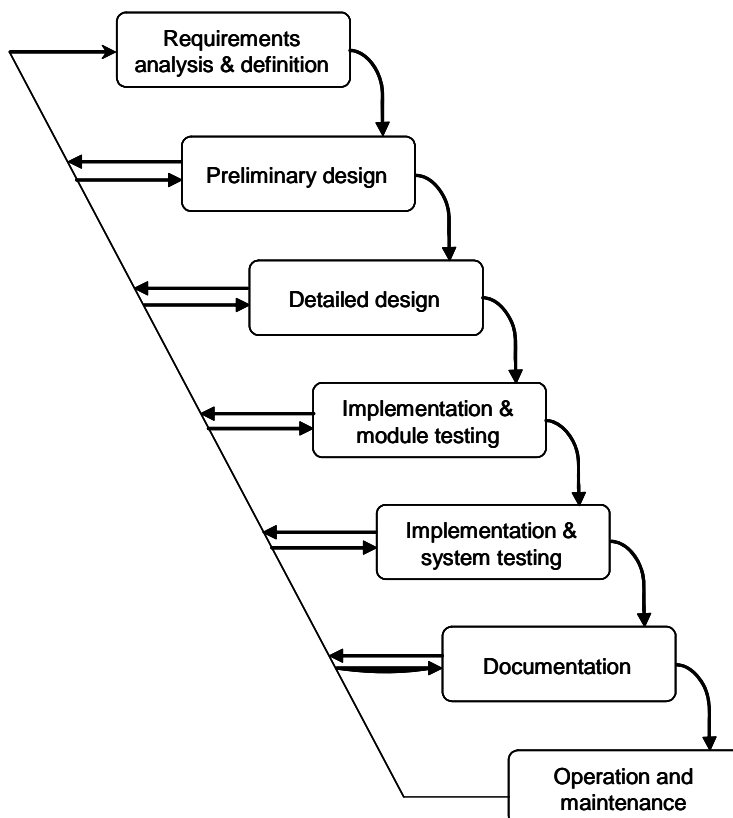 Requirements
analysis & definition
Preliminary design
Detailed design
Implementation &
module testing
Implementation &
system testing
Documentation
Operation and
maintenance